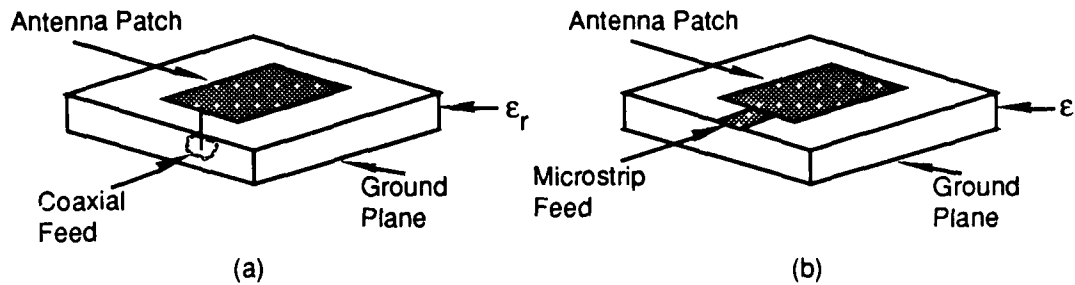 Antenna Patch
εr
Coaxial
Feed
Ground
Plane
(a)
Antenna Patch
ε
Microstrip
Feed
Ground
Plane
(b)